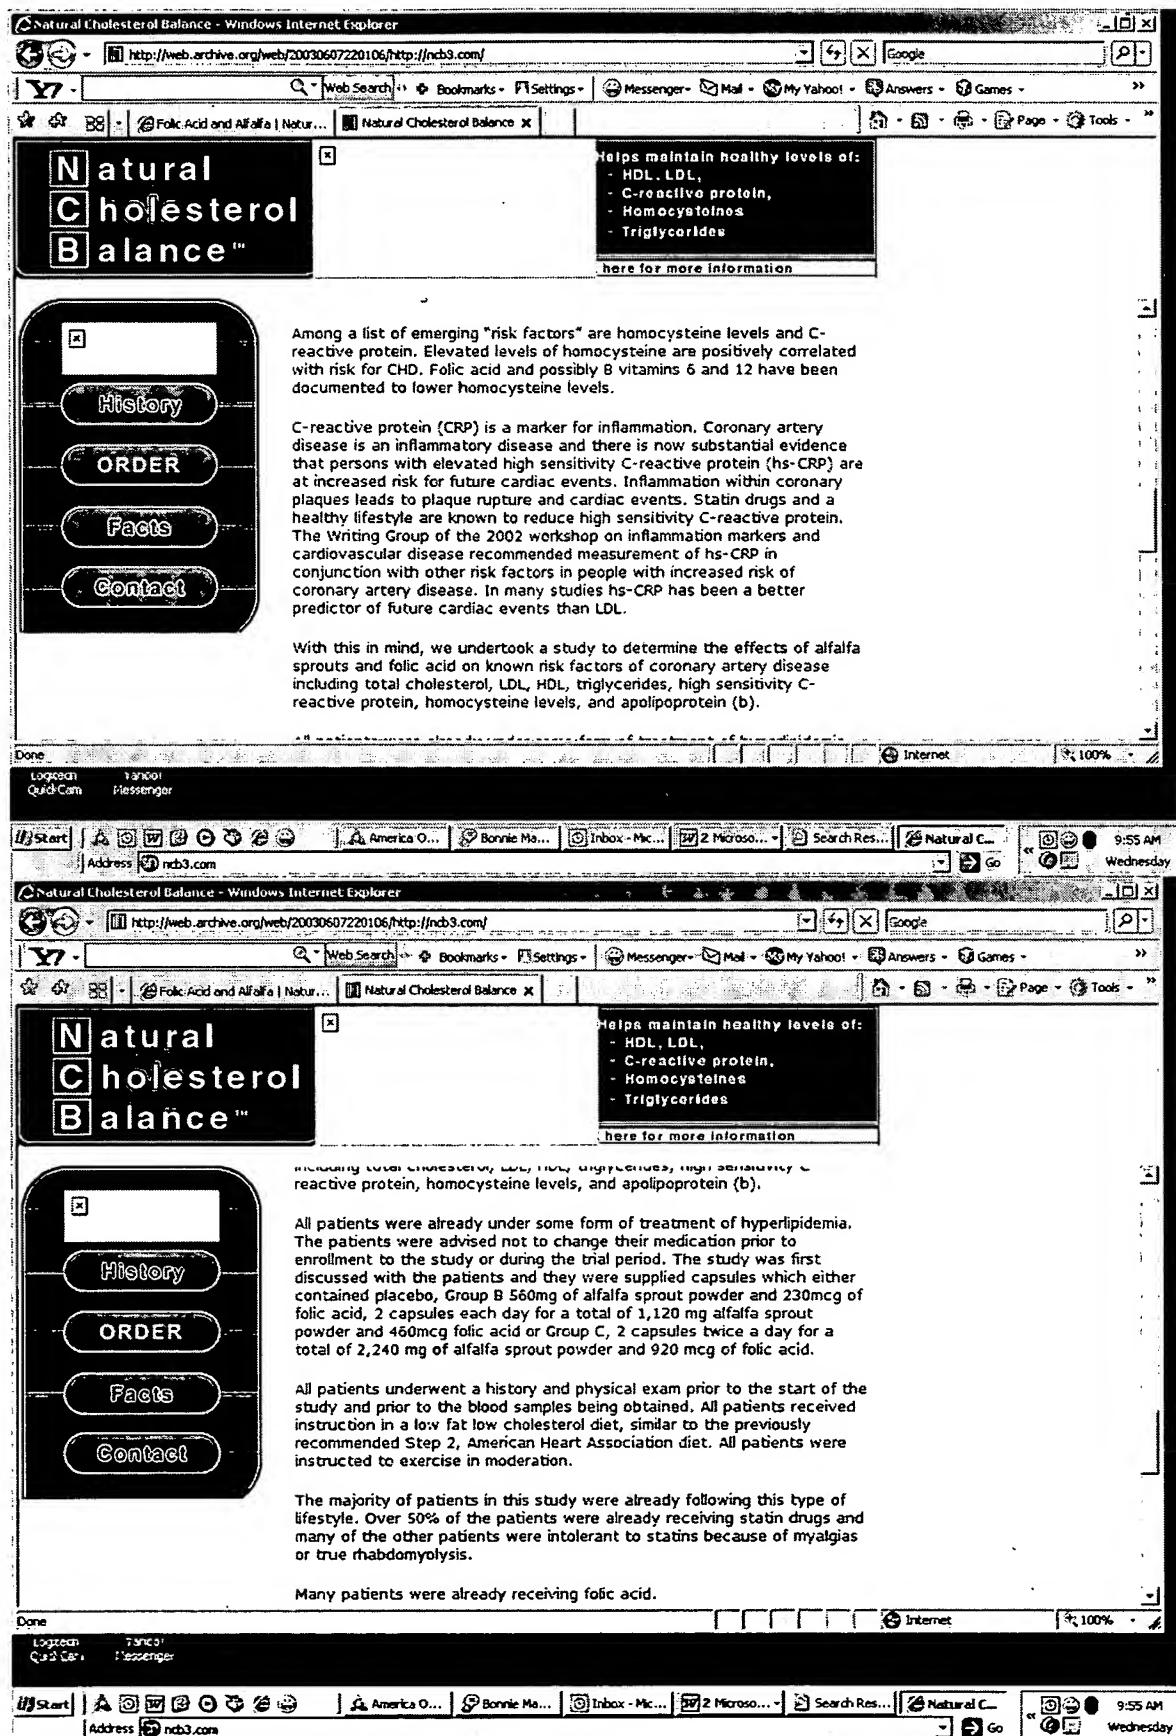 Natural Cholesterol Balance - Windows Internet Explorer
http://web.archive.org/web/20030607220106/http://ncb3.com/
Google
Y7
Web Search
Bookmarks
Settings
Messenger
Mail
My Yahoo!
Answers
Games
Folic Acid and Alfalfa | Natur...
Natural Cholesterol Balance
Page
Tools
Natural
Cholesterol
Balance™
Helps maintain healthy levels of:
- HDL, LDL,
- C-reactive protein,
- Homocysteines
- Triglycerides
here for more information
History
ORDER
Facts
Contact
Among a list of emerging "risk factors" are homocysteine levels and C-
reactive protein. Elevated levels of homocysteine are positively correlated
with risk for CHD. Folic acid and possibly B vitamins 6 and 12 have been
documented to lower homocysteine levels.
C-reactive protein (CRP) is a marker for inflammation. Coronary artery
disease is an inflammatory disease and there is now substantial evidence
that persons with elevated high sensitivity C-reactive protein (hs-CRP) are
at increased risk for future cardiac events. Inflammation within coronary
plaques leads to plaque rupture and cardiac events. Statin drugs and a
healthy lifestyle are known to reduce high sensitivity C-reactive protein.
The Writing Group of the 2002 workshop on inflammation markers and
cardiovascular disease recommended measurement of hs-CRP in
conjunction with other risk factors in people with increased risk of
coronary artery disease. In many studies hs-CRP has been a better
predictor of future cardiac events than LDL.
With this in mind, we undertook a study to determine the effects of alfalfa
sprouts and folic acid on known risk factors of coronary artery disease
including total cholesterol, LDL, HDL, triglycerides, high sensitivity C-
reactive protein, homocysteine levels, and apolipoprotein (b).
All patients were already under some form of treatment of
Done
Internet
100%
Logitech
QuickCam
Yahoo!
Messenger
Start
America O...
Bonnie Ma...
Inbox - Mic...
2 Microso...
Search Res...
Natural C...
9:55 AM
Address
ncb3.com
Go
Wednesday
Natural Cholesterol Balance - Windows Internet Explorer
http://web.archive.org/web/20030607220106/http://ncb3.com/
Google
Y7
Web Search
Bookmarks
Settings
Messenger
Mail
My Yahoo!
Answers
Games
Folic Acid and Alfalfa | Natur...
Natural Cholesterol Balance
Page
Tools
Natural
Cholesterol
Balance™
Helps maintain healthy levels of:
- HDL, LDL,
- C-reactive protein,
- Homocysteines
- Triglycerides
here for more information
History
ORDER
Facts
Contact
including total cholesterol, LDL, HDL, triglycerides, high sensitivity C-
reactive protein, homocysteine levels, and apolipoprotein (b).
All patients were already under some form of treatment of hyperlipidemia.
The patients were advised not to change their medication prior to
enrollment to the study or during the trial period. The study was first
discussed with the patients and they were supplied capsules which either
contained placebo, Group B 560mg of alfalfa sprout powder and 230mcg of
folic acid, 2 capsules each day for a total of 1,120 mg alfalfa sprout
powder and 460mcg folic acid or Group C, 2 capsules twice a day for a
total of 2,240 mg of alfalfa sprout powder and 920 mcg of folic acid.
All patients underwent a history and physical exam prior to the start of the
study and prior to the blood samples being obtained. All patients received
instruction in a low fat low cholesterol diet, similar to the previously
recommended Step 2, American Heart Association diet. All patients were
instructed to exercise in moderation.
The majority of patients in this study were already following this type of
lifestyle. Over 50% of the patients were already receiving statin drugs and
many of the other patients were intolerant to statins because of myalgias
or true rhabdomyolysis.
Many patients were already receiving folic acid.
Done
Internet
100%
Logitech
QuickCam
Yahoo!
Messenger
Start
America O...
Bonnie Ma...
Inbox - Mic...
2 Microso...
Search Res...
Natural C...
9:55 AM
Address
ncb3.com
Go
Wednesday